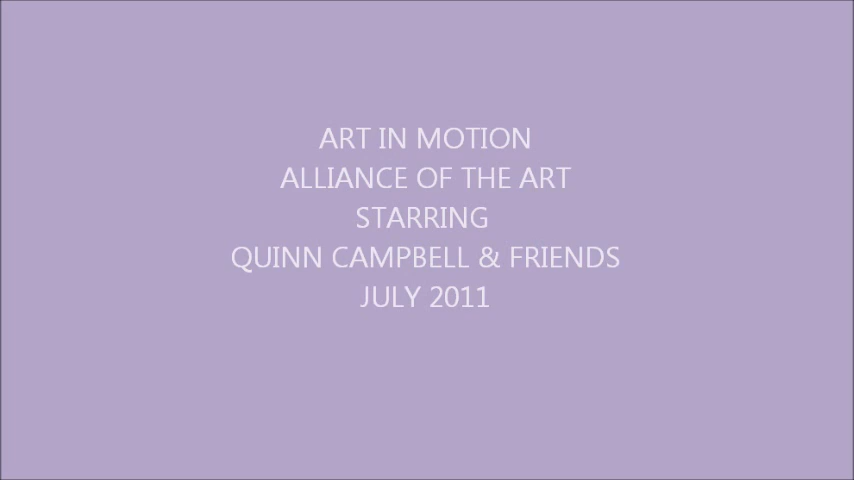 ART IN MOTION
ALLIANCE OF THE ART
STARRING
QUINN CAMPBELL & FRIENDS
JULY 2011